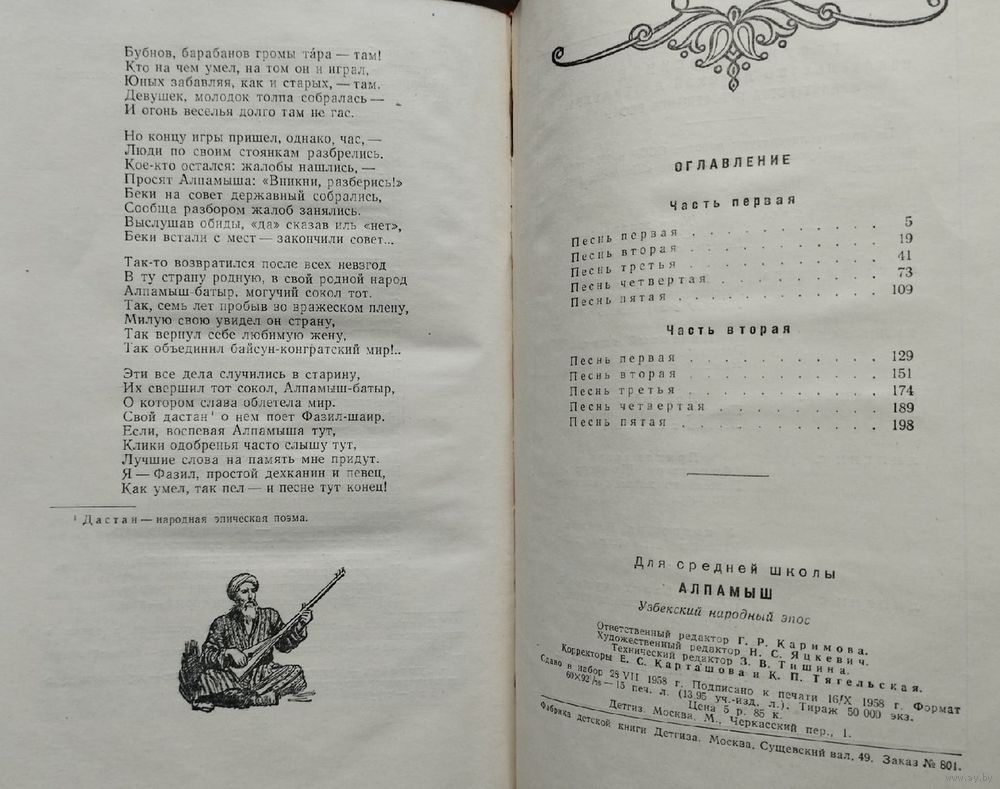 Бубнов, барабанов громы тáра — там!
Кто на чем умел, на том он и играл,
Юных забавляя, как и старых, — там.
Девушек, молодок толпа собралась —
И огонь веселья долго там не гас.
Но концу игры пришел, однако, час, —
Люди по своим стоянкам разбрелись.
Кое-кто остался: жалобы нашлись, —
Просят Алпамыша: «Вникни, разберись!»
Беки на совет державный собрались,
Сообща разбором жалоб занялись.
Выслушав обиды, «да» сказав иль «нет»,
Беки встали с мест — закончили совет...
Так-то возвратился после всех невзгод
В ту страну родную, в свой родной народ
Алпамыш-батыр, могучий сокол тот.
Так, семь лет пробыв во вражеском плену,
Милую свою увидел он страну,
Так вернул себе любимую жену,
Так объединил байсун-конгратский мир!..
Эти все дела случились в старину,
Их свершил тот сокол, Алпамыш-батыр,
О котором слава облетела мир.
Свой дастан¹ о нем поет Фазил-шаир.
Если, воспевая Алпамыша тут,
Клики одобренья часто слышу тут,
Лучшие слова на память мне придут.
Я — Фазил, простой дехканин и певец,
Как умел, так пел — и песне тут конец!
¹ Дастан — народная эпическая поэма.
ОГЛАВЛЕНИЕ
Часть первая
Песнь первая . . . . . . . . . . 5
Песнь вторая . . . . . . . . . . 19
Песнь третья . . . . . . . . . . 41
Песнь четвертая . . . . . . . . . 73
Песнь пятая . . . . . . . . . . 109
Часть вторая
Песнь первая . . . . . . . . . . 129
Песнь вторая . . . . . . . . . . 151
Песнь третья . . . . . . . . . . 174
Песнь четвертая . . . . . . . . . 189
Песнь пятая . . . . . . . . . . 198
Для средней школы
АЛПАМЫШ
Узбекский народный эпос
Ответственный редактор Г. Р. Каримова.
Художественный редактор Н. С. Яцкевич.
Технический редактор З. В. Тишина.
Корректоры Е. С. Карташова и К. П. Тягельская.
Сдано в набор 28 VII 1958 г. Подписано к печати 16/X 1958 г. Формат
60×92¹/₁₆ — 15 печ. л. (13,95 уч.-изд. л.). Тираж 50 000 экз.
Цена 5 р. 85 к.
Детгиз. Москва, М. Черкасский пер., 1.
Фабрика детской книги Детгиза. Москва, Сущевский вал, 49. Заказ № 801.
www.ay.by